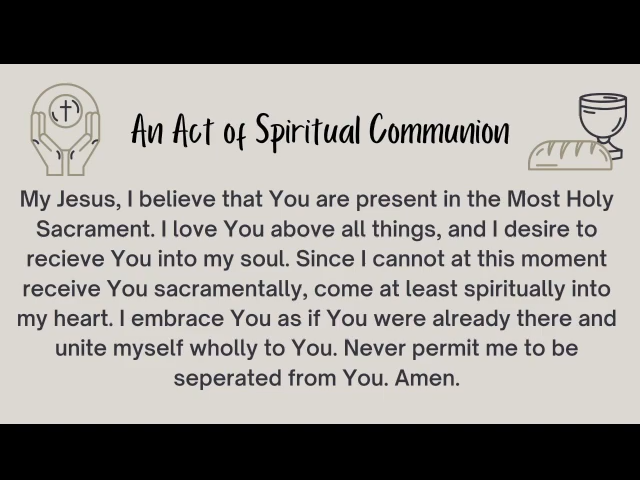 An Act of Spiritual Communion
My Jesus, I believe that You are present in the Most Holy
Sacrament. I love You above all things, and I desire to
recieve You into my soul. Since I cannot at this moment
receive You sacramentally, come at least spiritually into
my heart. I embrace You as if You were already there and
unite myself wholly to You. Never permit me to be
seperated from You. Amen.